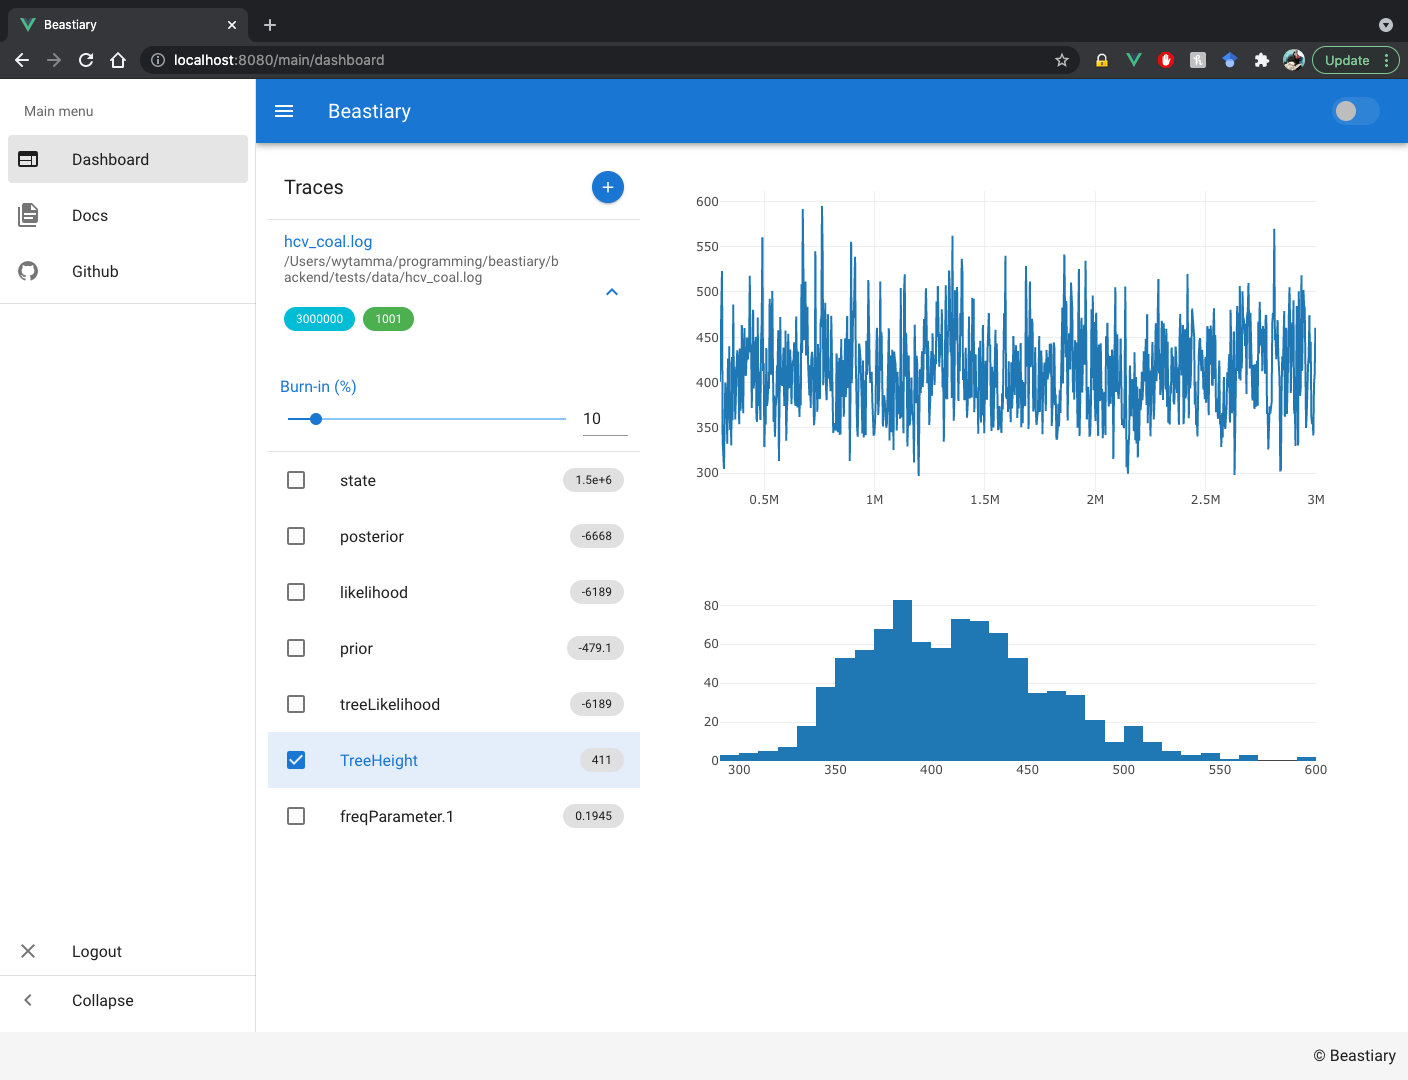 Beastiary
localhost:8080/main/dashboard
Update
Main menu
Dashboard
Docs
Github
Logout
Collapse
Beastiary
Traces
hcv_coal.log
/Users/wytamma/programming/beastiary/b
ackend/tests/data/hcv_coal.log
3000000 1001
Burn-in (%)
10
state 1.5e+6
posterior -6668
likelihood -6189
prior -479.1
treeLikelihood -6189
TreeHeight 411
freqParameter.1 0.1945
600
550
500
450
400
350
300
0.5M 1M 1.5M 2M 2.5M 3M
80
60
40
20
0
300 350 400 450 500 550 600
© Beastiary